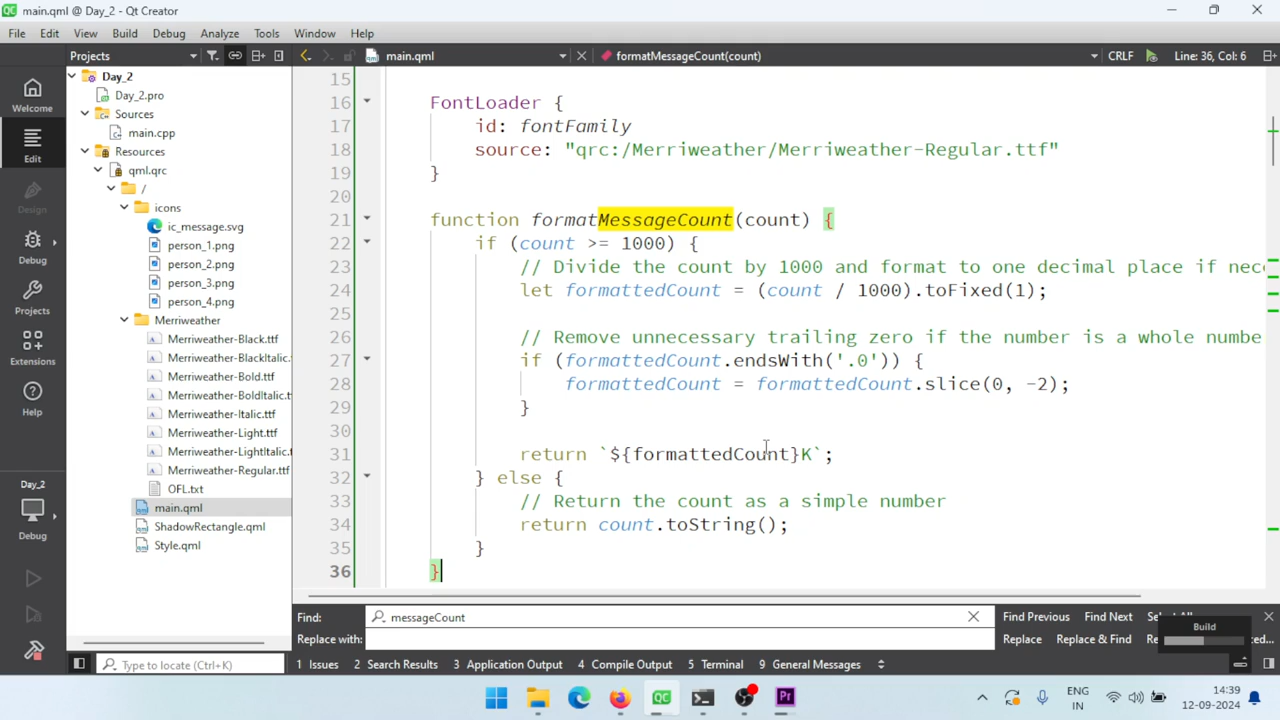 main.qml @ Day_2 - Qt Creator
File Edit View Build Debug Analyze Tools Window Help
Projects main.qml formatMessageCount(count) CRLF Line: 36, Col: 6
Welcome
Edit
Design
Debug
Projects
Extensions
Help
Day_2
Debug
Day_2
Day_2.pro
Sources
main.cpp
Resources
qml.qrc
/
icons
ic_message.svg
person_1.png
person_2.png
person_3.png
person_4.png
Merriweather
Merriweather-Black.ttf
Merriweather-BlackItalic.
Merriweather-Bold.ttf
Merriweather-BoldItalic.t
Merriweather-Italic.ttf
Merriweather-Light.ttf
Merriweather-LightItalic.
Merriweather-Regular.ttf
OFL.txt
main.qml
ShadowRectangle.qml
Style.qml
15
16 FontLoader {
17 id: fontFamily
18 source: "qrc:/Merriweather/Merriweather-Regular.ttf"
19 }
20
21 function formatMessageCount(count) {
22 if (count >= 1000) {
23 // Divide the count by 1000 and format to one decimal place if nec
24 let formattedCount = (count / 1000).toFixed(1);
25
26 // Remove unnecessary trailing zero if the number is a whole numbe
27 if (formattedCount.endsWith('.0')) {
28 formattedCount = formattedCount.slice(0, -2);
29 }
30
31 return `${formattedCount}K`;
32 } else {
33 // Return the count as a simple number
34 return count.toString();
35 }
36 }
Find: messageCount Find Previous Find Next
Replace with: Replace Replace & Find
Build
Type to locate (Ctrl+K) 1 Issues 2 Search Results 3 Application Output 4 Compile Output 5 Terminal 9 General Messages
QC Pr
ENG
IN
14:39
12-09-2024